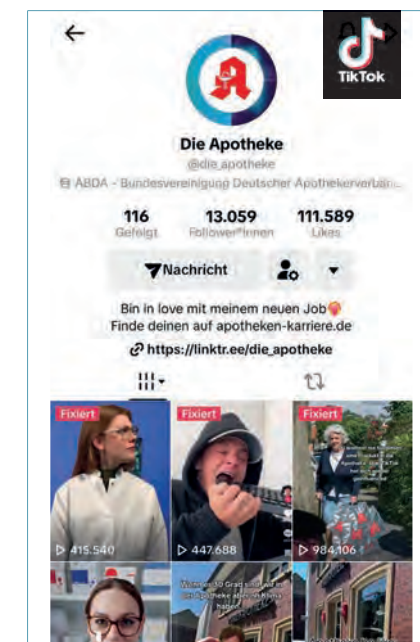 TikTok
Die Apotheke
@die_apotheke
ABDA - Bundesvereinigung Deutscher Apothekerverbän...
116 13.059 111.589
Gefolgt Follower*innen Likes
Nachricht
Bin in love mit meinem neuen Job
Finde deinen auf apotheken-karriere.de
https://linktr.ee/die_apotheke
Fixiert Fixiert Fixiert
415.540 447.688 984.106